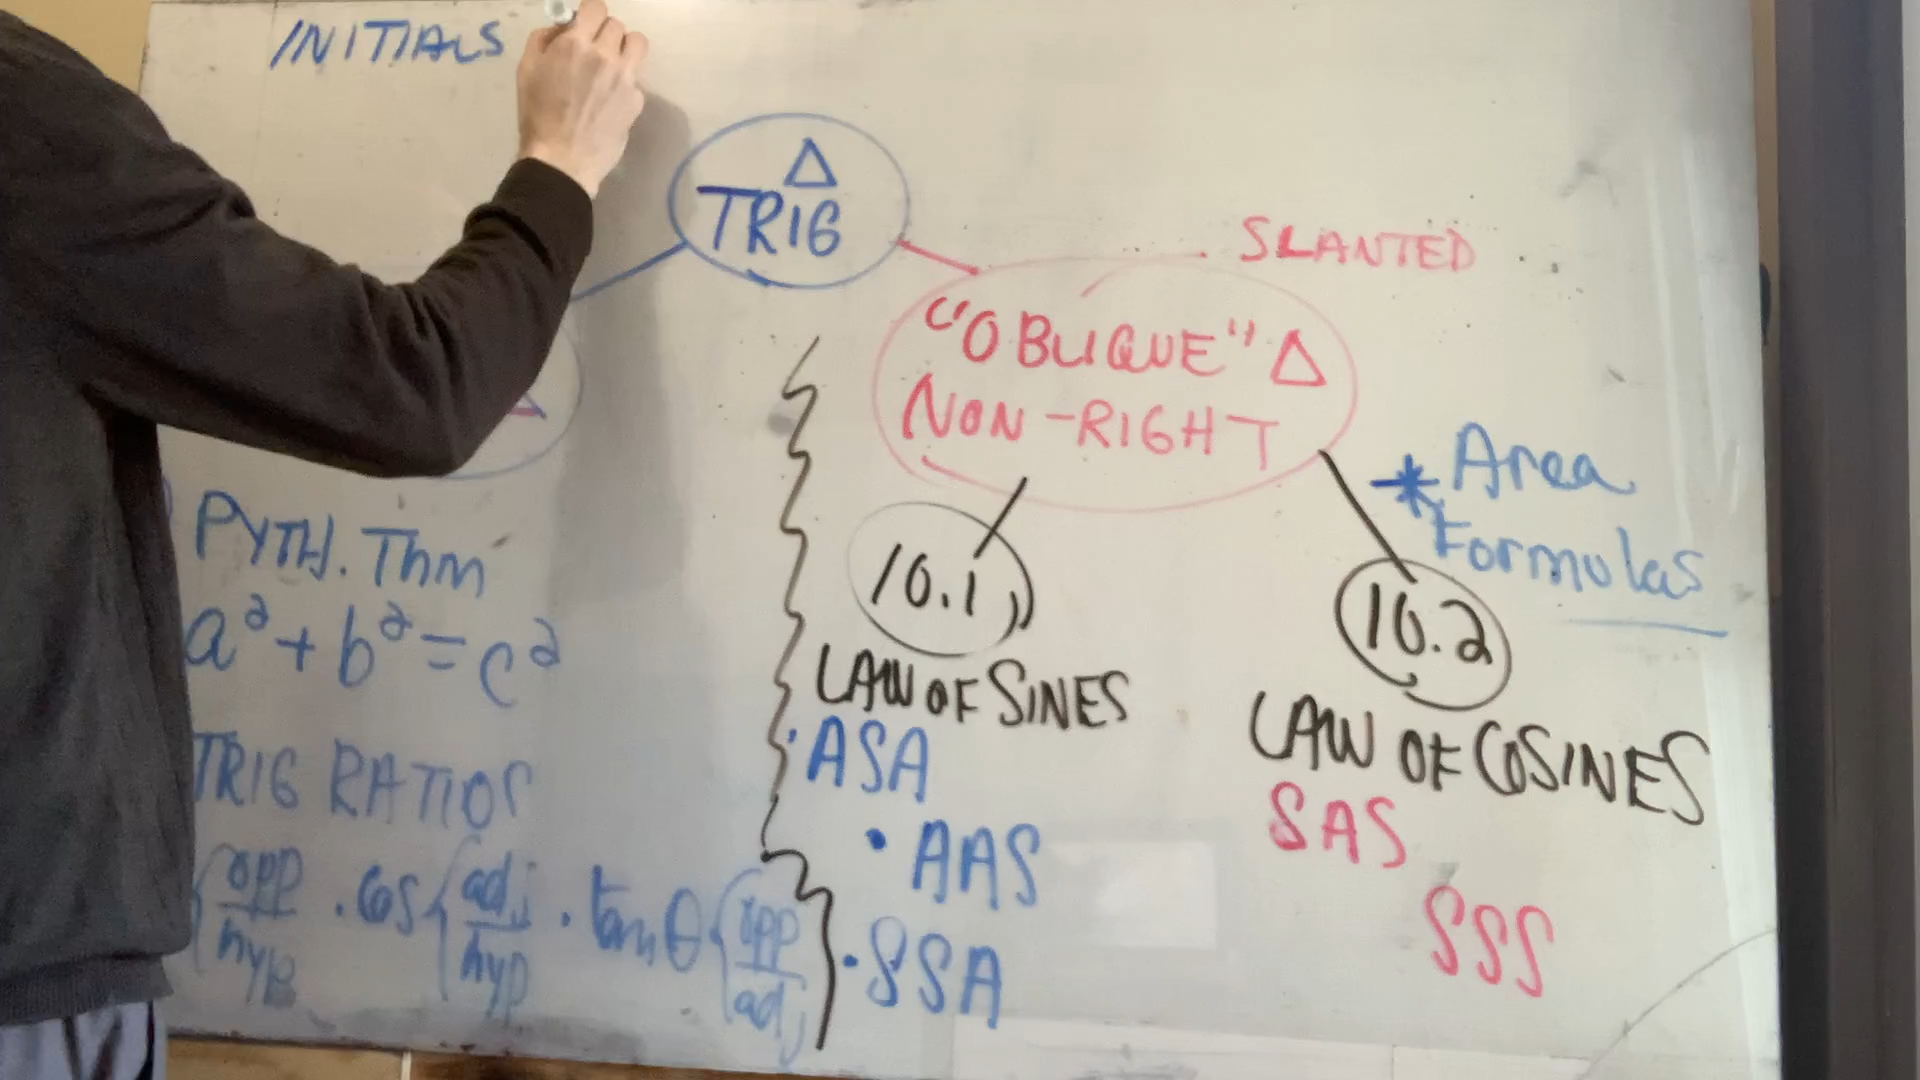 INITIALS
△
TRIG
SLANTED
"OBLIQUE" △
NON-RIGHT
* Area
Formulas
PYTH. Thm
a² + b² = c²
TRIG RATIOS
opp/hyp · cos { adj/hyp · tan θ { opp/adj
10.1
LAW OF SINES
· ASA
· AAS
· SSA
10.2
LAW OF COSINES
SAS
SSS